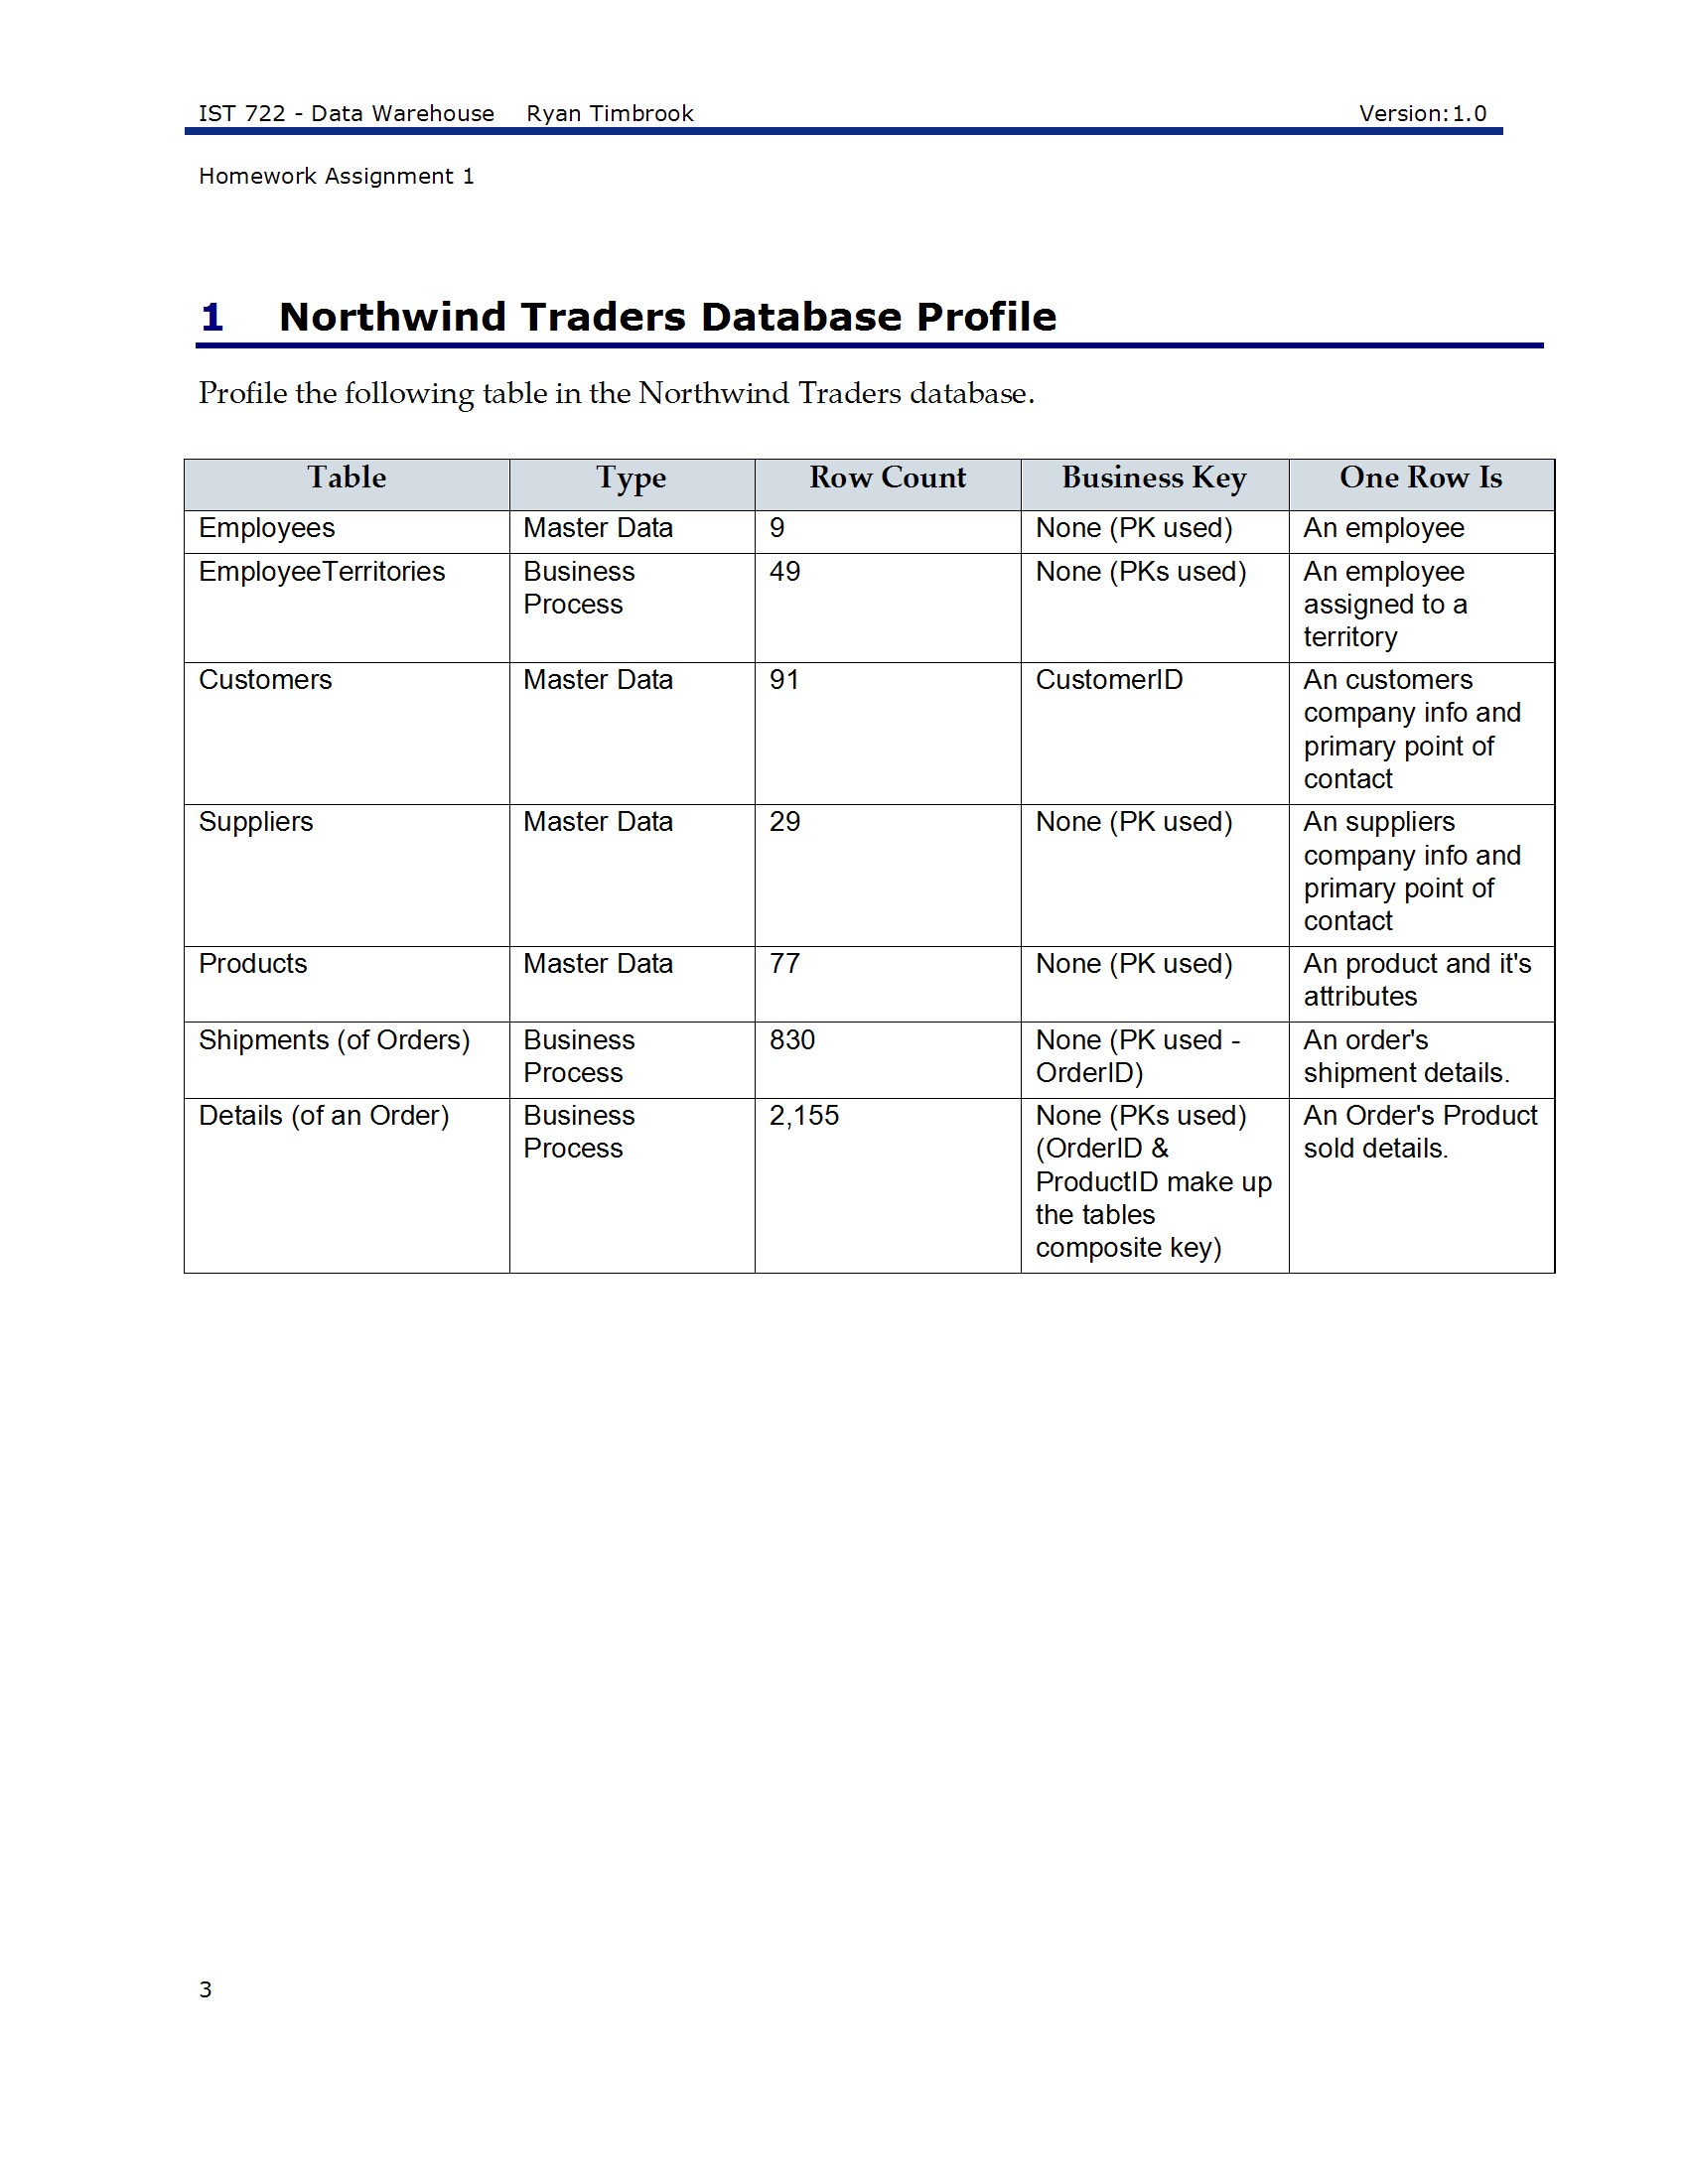 IST 722 - Data Warehouse Ryan Timbrook Version:1.0
Homework Assignment 1
1 Northwind Traders Database Profile
Profile the following table in the Northwind Traders database.
Table Type Row Count Business Key One Row Is
Employees Master Data 9 None (PK used) An employee
EmployeeTerritories Business 49 None (PKs used) An employee
Process assigned to a
territory
Customers Master Data 91 CustomerID An customers
company info and
primary point of
contact
Suppliers Master Data 29 None (PK used) An suppliers
company info and
primary point of
contact
Products Master Data 77 None (PK used) An product and it's
attributes
Shipments (of Orders) Business 830 None (PK used - An order's
Process OrderID) shipment details.
Details (of an Order) Business 2,155 None (PKs used) An Order's Product
Process (OrderID & sold details.
ProductID make up
the tables
composite key)
3